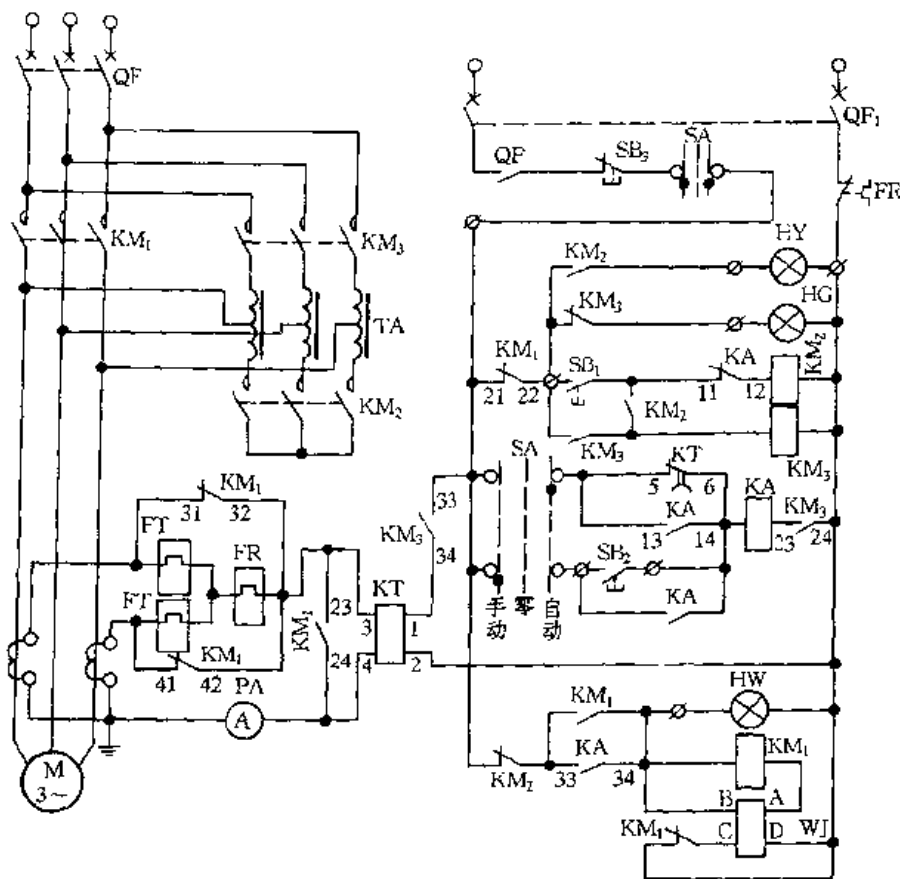 QF
QF₁
QF
SB₃
SA
FR
KM₁
KM₃
KM₂
HY
HG
KM₃
TA
KM₁
SB₁
KA
KM₂
21
22
11
12
KM₂
KM₂
KM₃
KM₃
SA
KT
KM₁
33
5
6
KA
31
32
KM₃
KA
KM₃
FT
FR
34
13
14
23
24
FT
KT
SB₂
23
3
1
手动
零
自动
KM₁
KA
41
42
24
4
2
PA
A
HW
KM₁
M
3～
KM₂
KA
33
34
KM₁
B
A
KM₁
C
D
WJ